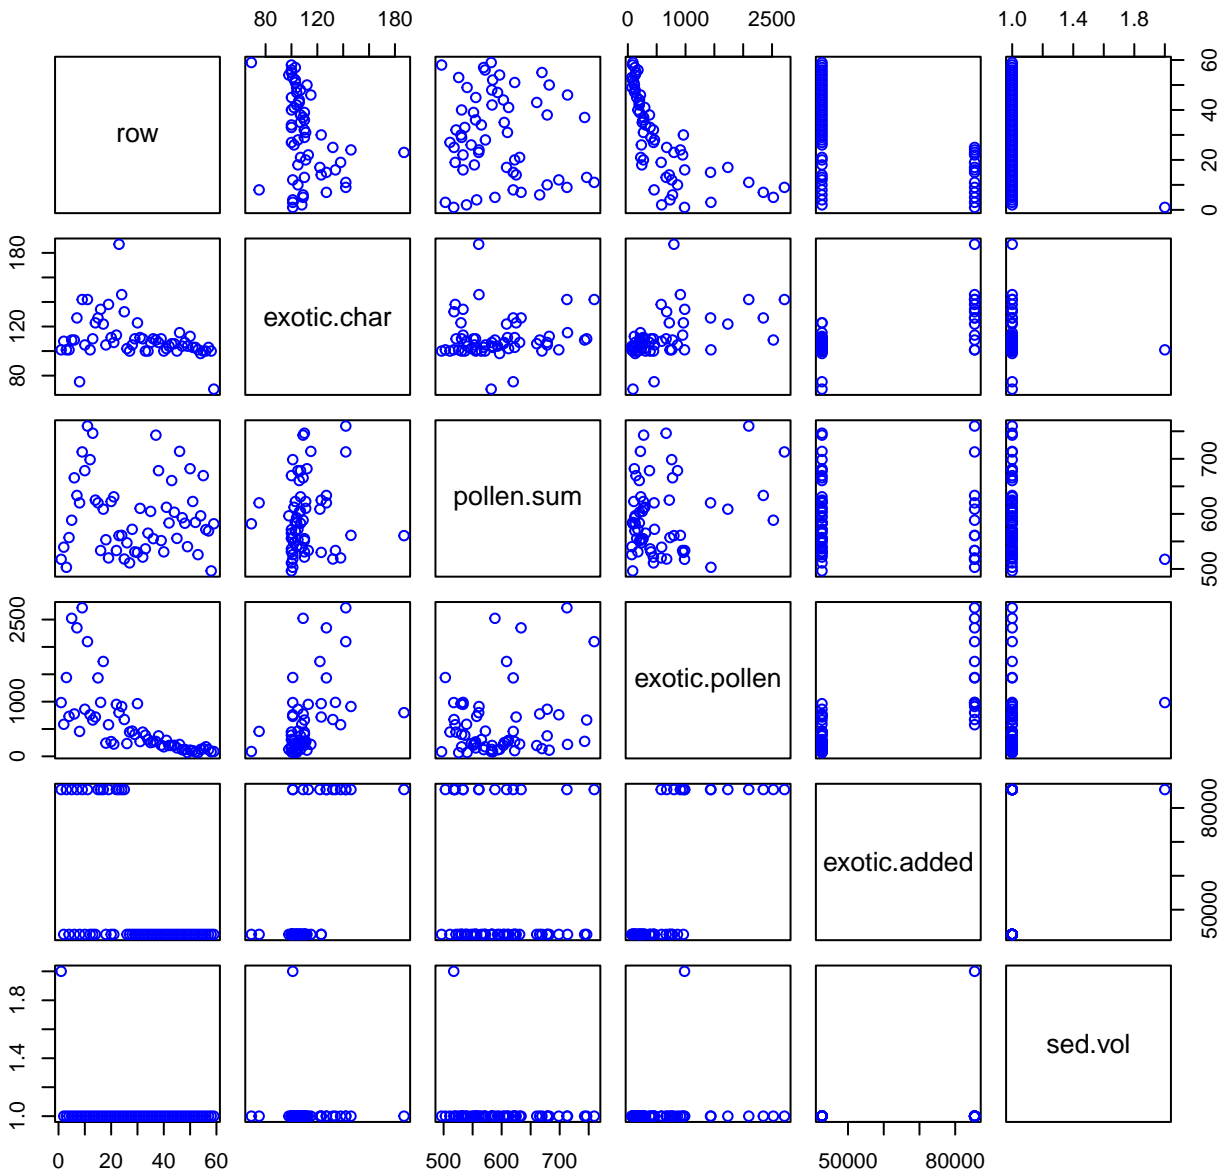 80 120 180 0 1000 2500 1.0 1.4 1.8
row 0 20 40 60
80 120 180 exotic.char
pollen.sum 500 600 700
0 1000 2500 exotic.pollen
exotic.added 50000 80000
1.0 1.4 1.8 sed.vol
0 20 40 60 500 600 700 50000 80000